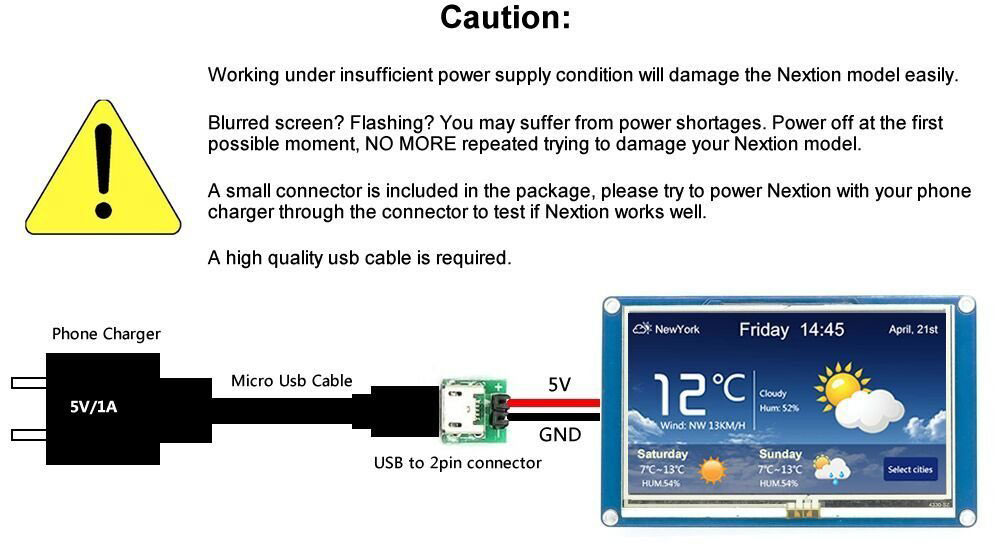 Caution:
Working under insufficient power supply condition will damage the Nextion model easily.
Blurred screen? Flashing? You may suffer from power shortages. Power off at the first
possible moment, NO MORE repeated trying to damage your Nextion model.
A small connector is included in the package, please try to power Nextion with your phone
charger through the connector to test if Nextion works well.
A high quality usb cable is required.
Phone Charger
5V/1A
Micro Usb Cable
USB to 2pin connector
+
5V
GND
NewYork
Friday 14:45
April, 21st
12°C
Cloudy
Hum: 52%
Wind: NW 13KM/H
Saturday
7°C~13°C
HUM.54%
Sunday
7°C~13°C
HUM.54%
Select cities